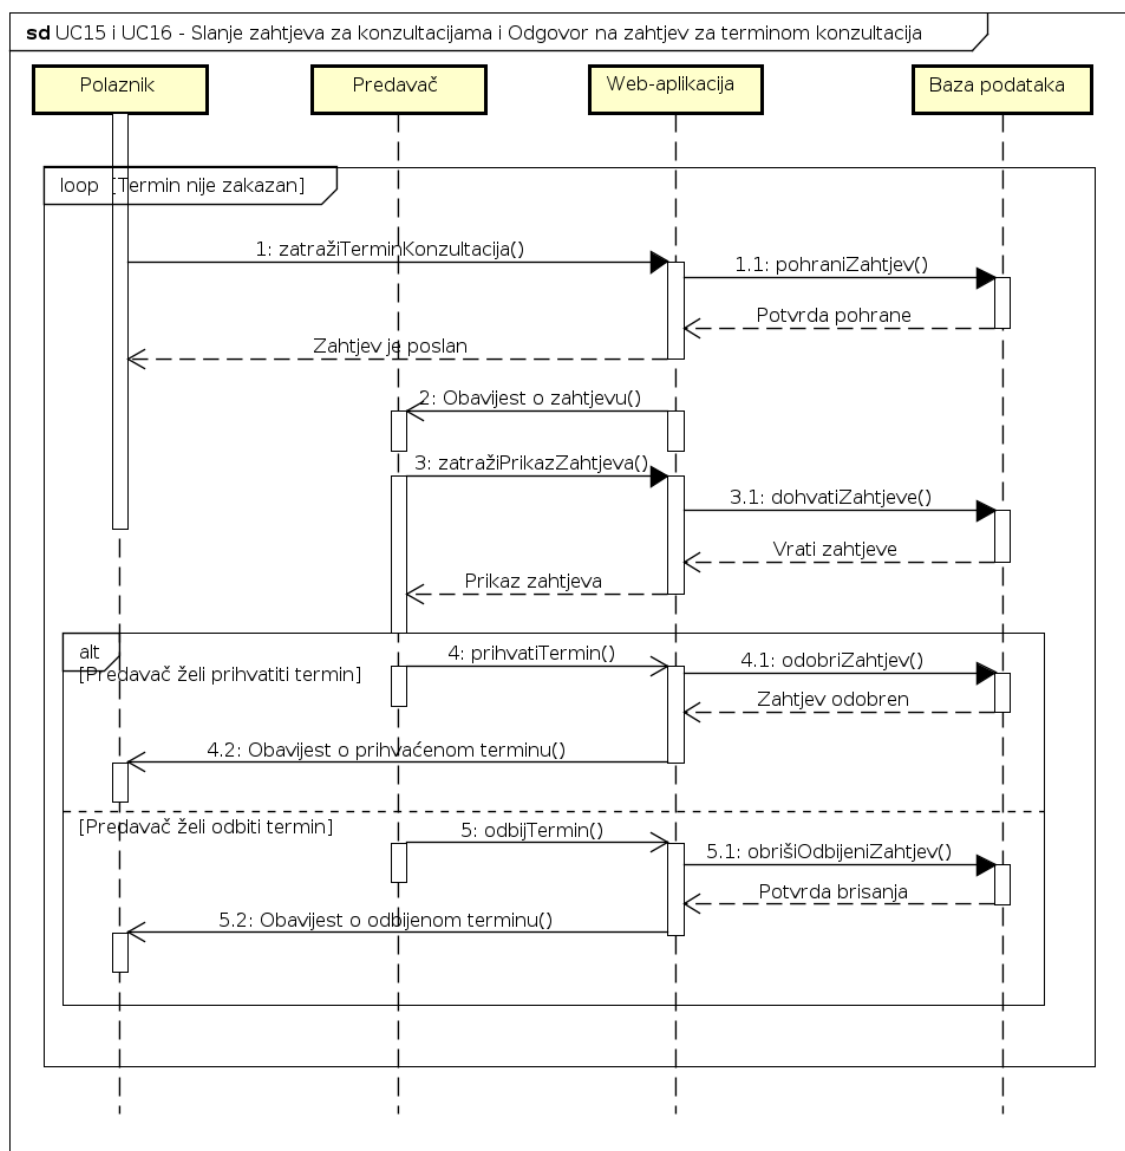 sd UC15 i UC16 - Slanje zahtjeva za konzultacijama i Odgovor na zahtjev za terminom konzultacija
Polaznik
Predavač
Web-aplikacija
Baza podataka
loop [Termin nije zakazan]
1: zatražiTerminKonzultacija()
1.1: pohraniZahtjev()
Potvrda pohrane
Zahtjev je poslan
2: Obavijest o zahtjevu()
3: zatražiPrikazZahtjeva()
3.1: dohvatiZahtjeve()
Vrati zahtjeve
Prikaz zahtjeva
alt
[Predavač želi prihvatiti termin]
4: prihvatiTermin()
4.1: odobriZahtjev()
Zahtjev odobren
4.2: Obavijest o prihvaćenom terminu()
[Predavač želi odbiti termin]
5: odbijTermin()
5.1: obrišiOdbijeniZahtjev()
Potvrda brisanja
5.2: Obavijest o odbijenom terminu()